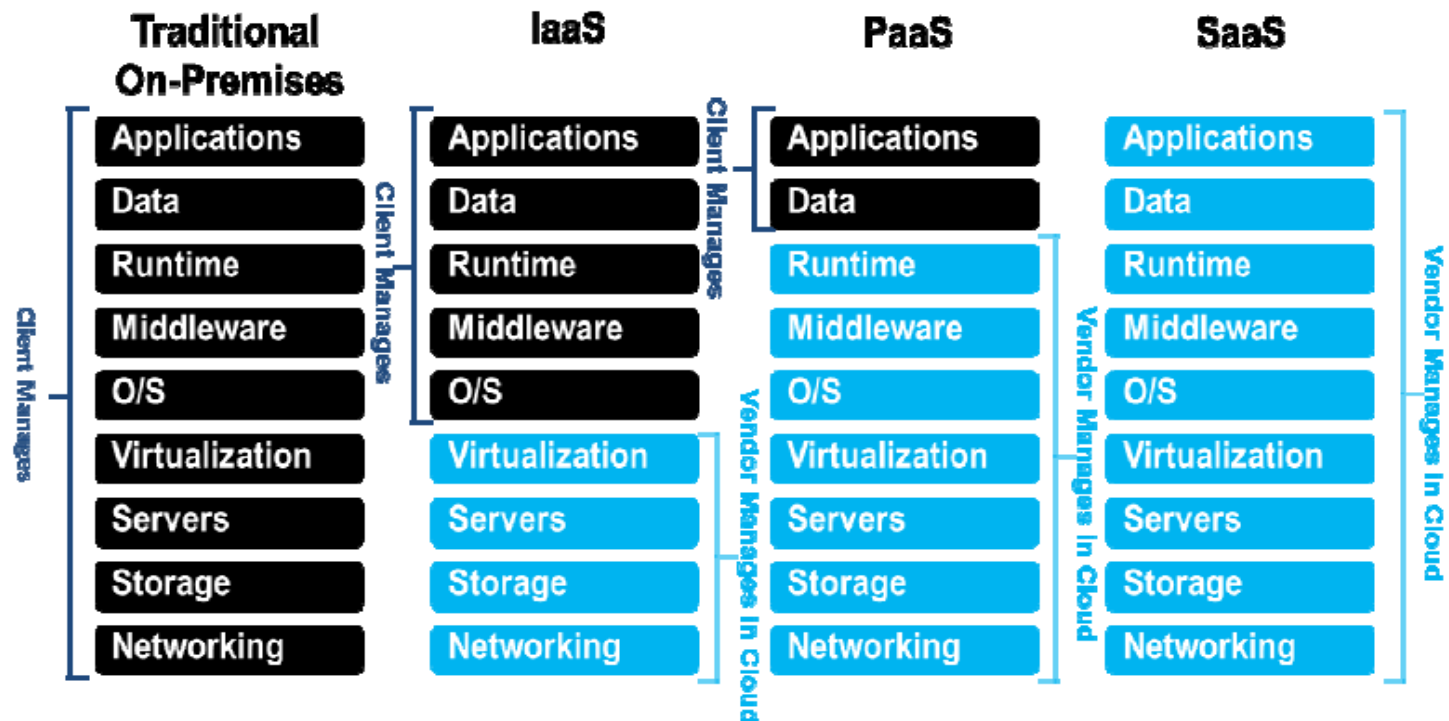 Traditional
On-Premises
Client Manages
Applications
Data
Runtime
Middleware
O/S
Virtualization
Servers
Storage
Networking
IaaS
Client Manages
Applications
Data
Runtime
Middleware
O/S
Virtualization
Servers
Storage
Networking
Vendor Manages In Cloud
PaaS
Client Manages
Applications
Data
Runtime
Middleware
O/S
Virtualization
Servers
Storage
Networking
Vendor Manages In Cloud
SaaS
Applications
Data
Runtime
Middleware
O/S
Virtualization
Servers
Storage
Networking
Vendor Manages In Cloud